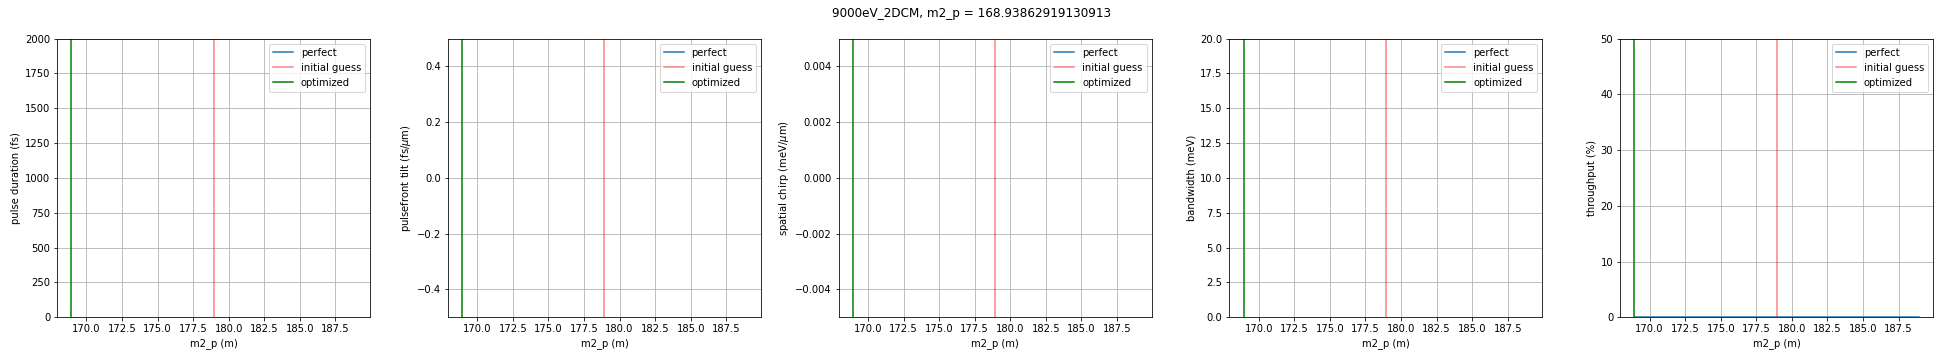 9000eV_2DCM, m2_p = 168.93862919130913
pulse duration (fs)
2000
1750
1500
1250
1000
750
500
250
0
perfect
initial guess
optimized
170.0 172.5 175.0 177.5 180.0 182.5 185.0 187.5
m2_p (m)
pulsefront tilt (fs/μm)
0.4
0.2
0.0
−0.2
−0.4
perfect
initial guess
optimized
170.0 172.5 175.0 177.5 180.0 182.5 185.0 187.5
m2_p (m)
spatial chirp (meV/μm)
0.004
0.002
0.000
−0.002
−0.004
perfect
initial guess
optimized
170.0 172.5 175.0 177.5 180.0 182.5 185.0 187.5
m2_p (m)
bandwidth (meV)
20.0
17.5
15.0
12.5
10.0
7.5
5.0
2.5
0.0
perfect
initial guess
optimized
170.0 172.5 175.0 177.5 180.0 182.5 185.0 187.5
m2_p (m)
throughput (%)
50
40
30
20
10
0
perfect
initial guess
optimized
170.0 172.5 175.0 177.5 180.0 182.5 185.0 187.5
m2_p (m)